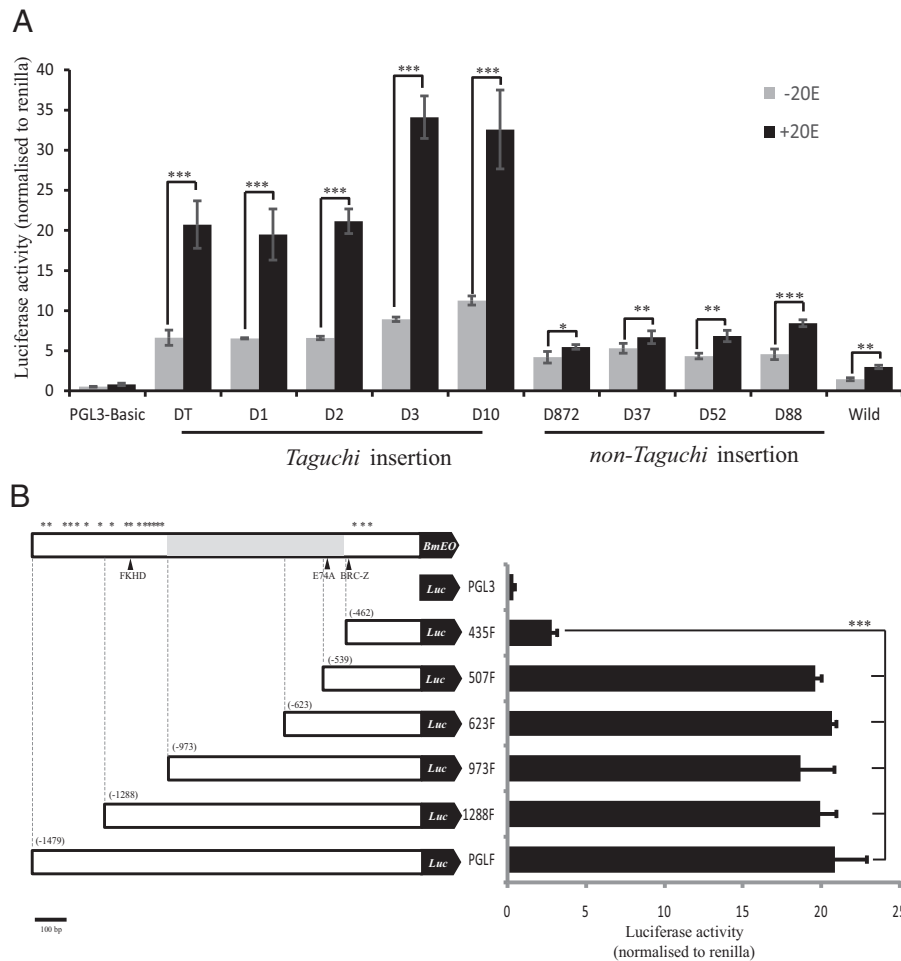 A
Luciferase activity (normalised to renilla)
40
35
30
25
20
15
10
5
0
***
***
***
***
***
*
**
**
***
**
-20E
+20E
PGL3-Basic DT D1 D2 D3 D10 D872 D37 D52 D88 Wild
Taguchi insertion
non-Taguchi insertion
B
BmEO
FKHD E74A BRC-Z
Luc PGL3
(-462)
Luc 435F
***
(-539)
Luc 507F
(-623)
Luc 623F
(-973)
Luc 973F
(-1288)
Luc 1288F
(-1479)
Luc PGLF
100 bp
0 5 10 15 20 25
Luciferase activity
(normalised to renilla)